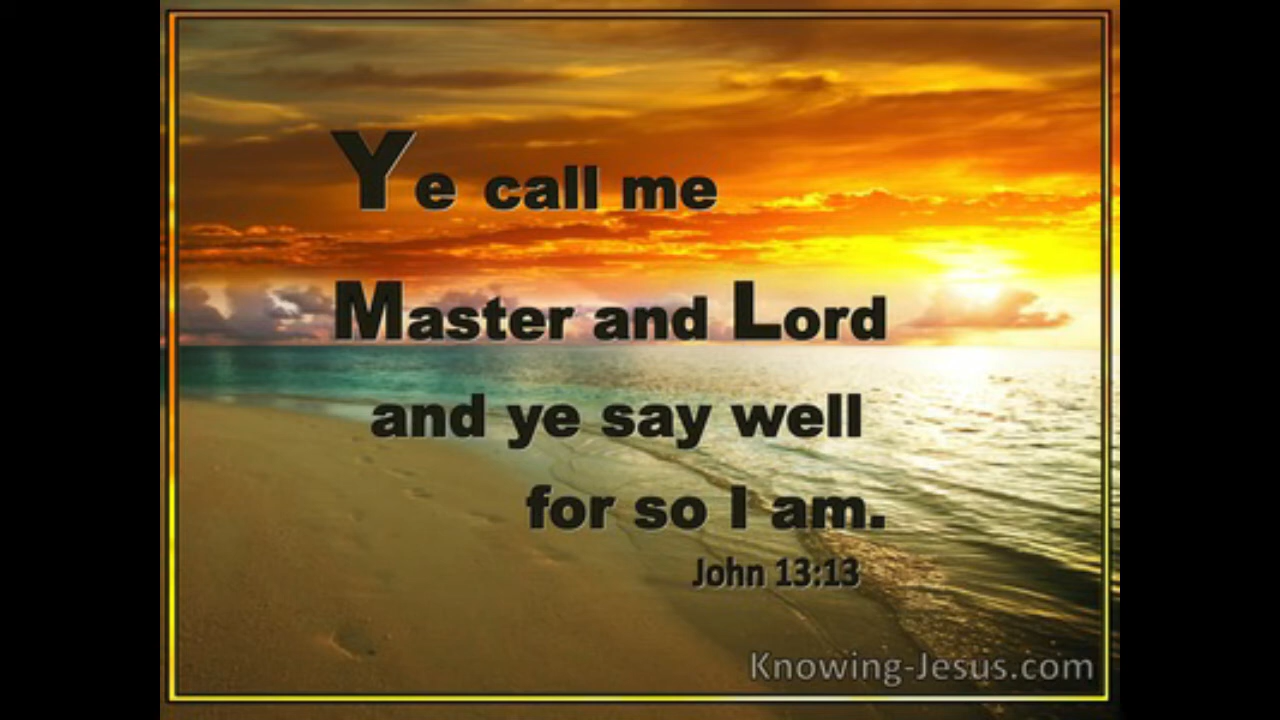 Ye call me
Master and Lord
and ye say well
for so I am.
John 13:13
Knowing-Jesus.com